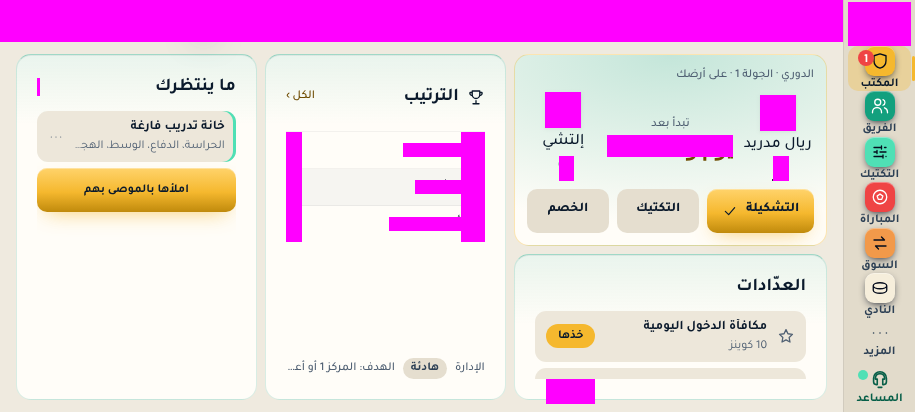 1
المكتب
الفريق
التكتيك
المباراة
السوق
النادي
...
المزيد
المساعد
الدوري · الجولة 1 · على أرضك
ريال مدريد
تبدأ بعد
إلتشي
التشكيلة
التكتيك
الخصم
العدّادات
مكافأة الدخول اليومية
10 كوينز
خذها
الترتيب
الكل ›
الإدارة
هادئة
الهدف: المركز 1 أو أعـ...
ما ينتظرك
خانة تدريب فارغة
الحراسة، الدفاع، الوسط، الهجـ...
...
املأها بالموصى بهم